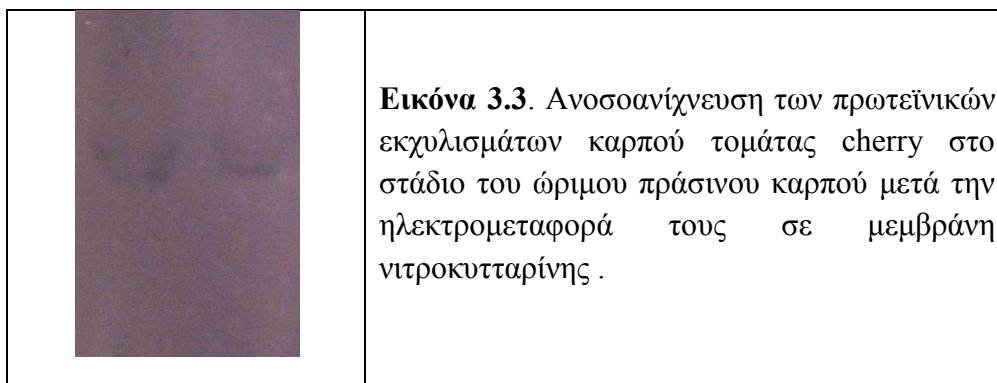 Εικόνα 3.3. Ανοσοανίχνευση των πρωτεϊνικών
εκχυλισμάτων καρπού τομάτας cherry στο
στάδιο του ώριμου πράσινου καρπού μετά την
ηλεκτρομεταφορά τους σε μεμβράνη
νιτροκυτταρίνης .